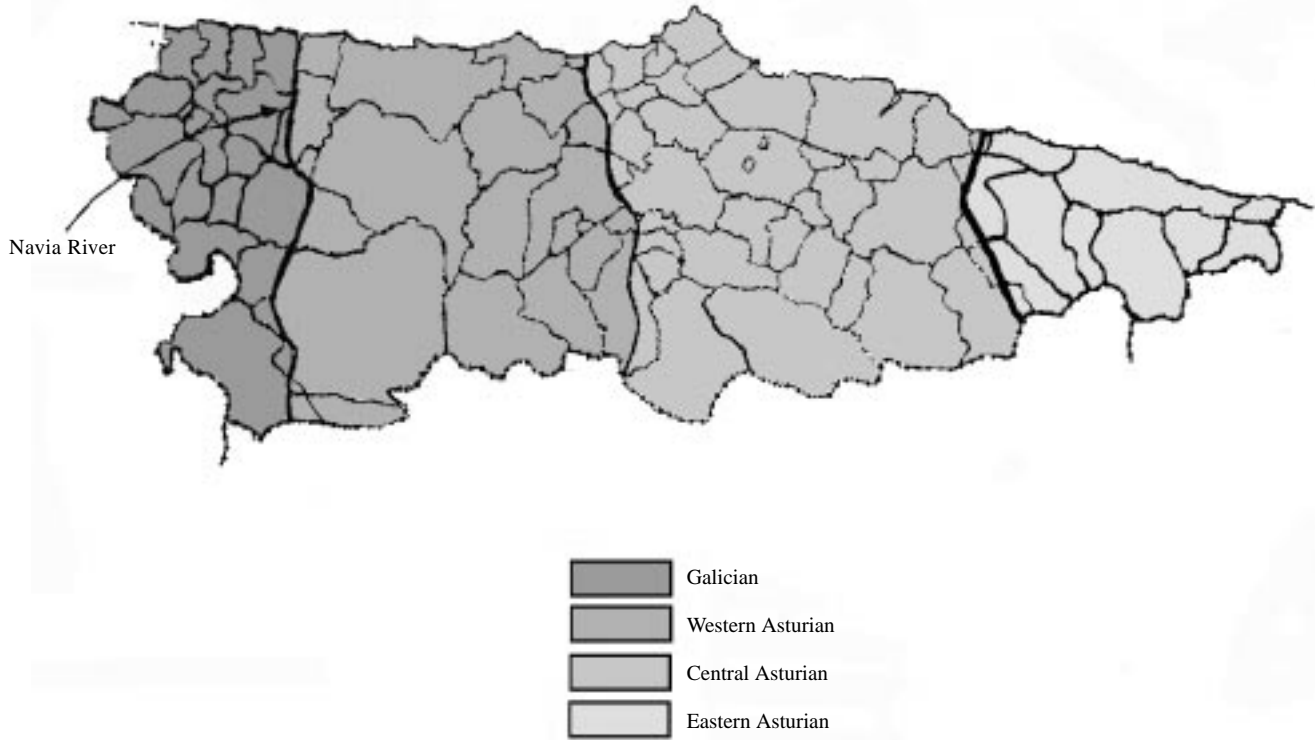 Navia River
Galician
Western Asturian
Central Asturian
Eastern Asturian